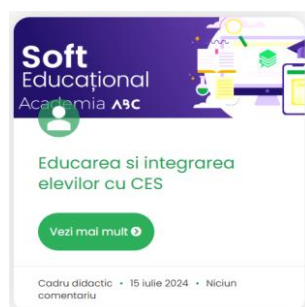 Soft
Educațional
Academia ABC
Educarea si integrarea
elevilor cu CES
Vezi mai mult
Cadru didactic • 15 iulie 2024 • Niciun
comentariu